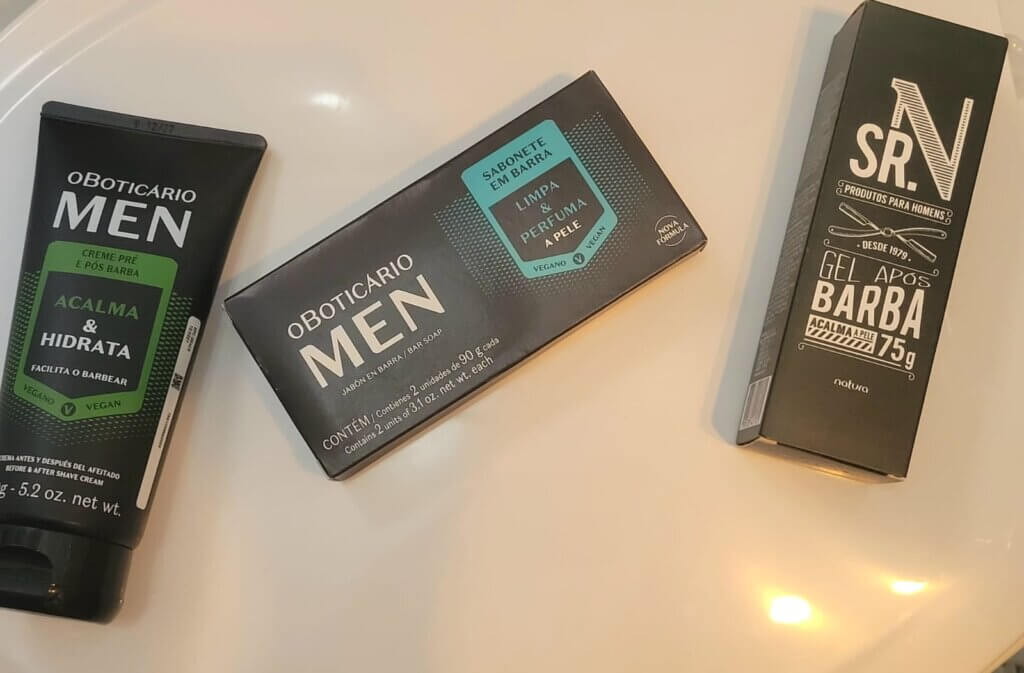 12/27
oBOTICÁRIO
MEN
CREME PRÉ
E PÓS BARBA
ACALMA
&
HIDRATA
FACILITA O BARBEAR
VEGANO V VEGAN
CREMA ANTES Y DESPUÉS DEL AFEITADO
BEFORE & AFTER SHAVE CREAM
g - 5.2 oz. net wt.
oBOTICÁRIO
MEN
JABÓN EN BARRA / BAR SOAP
CONTÉM / Contienes 2 unidades de 90 g cada
Contains 2 units of 3.1 oz. net wt. each
SABONETE
EM BARRA
LIMPA
&
PERFUMA
A PELE
VEGANO V VEGAN
NOVA
FÓRMULA
SR. N
PRODUTOS PARA HOMENS
• DESDE 1979 •
GEL APÓS
BARBA
ACALMA A PELE
75g
natura